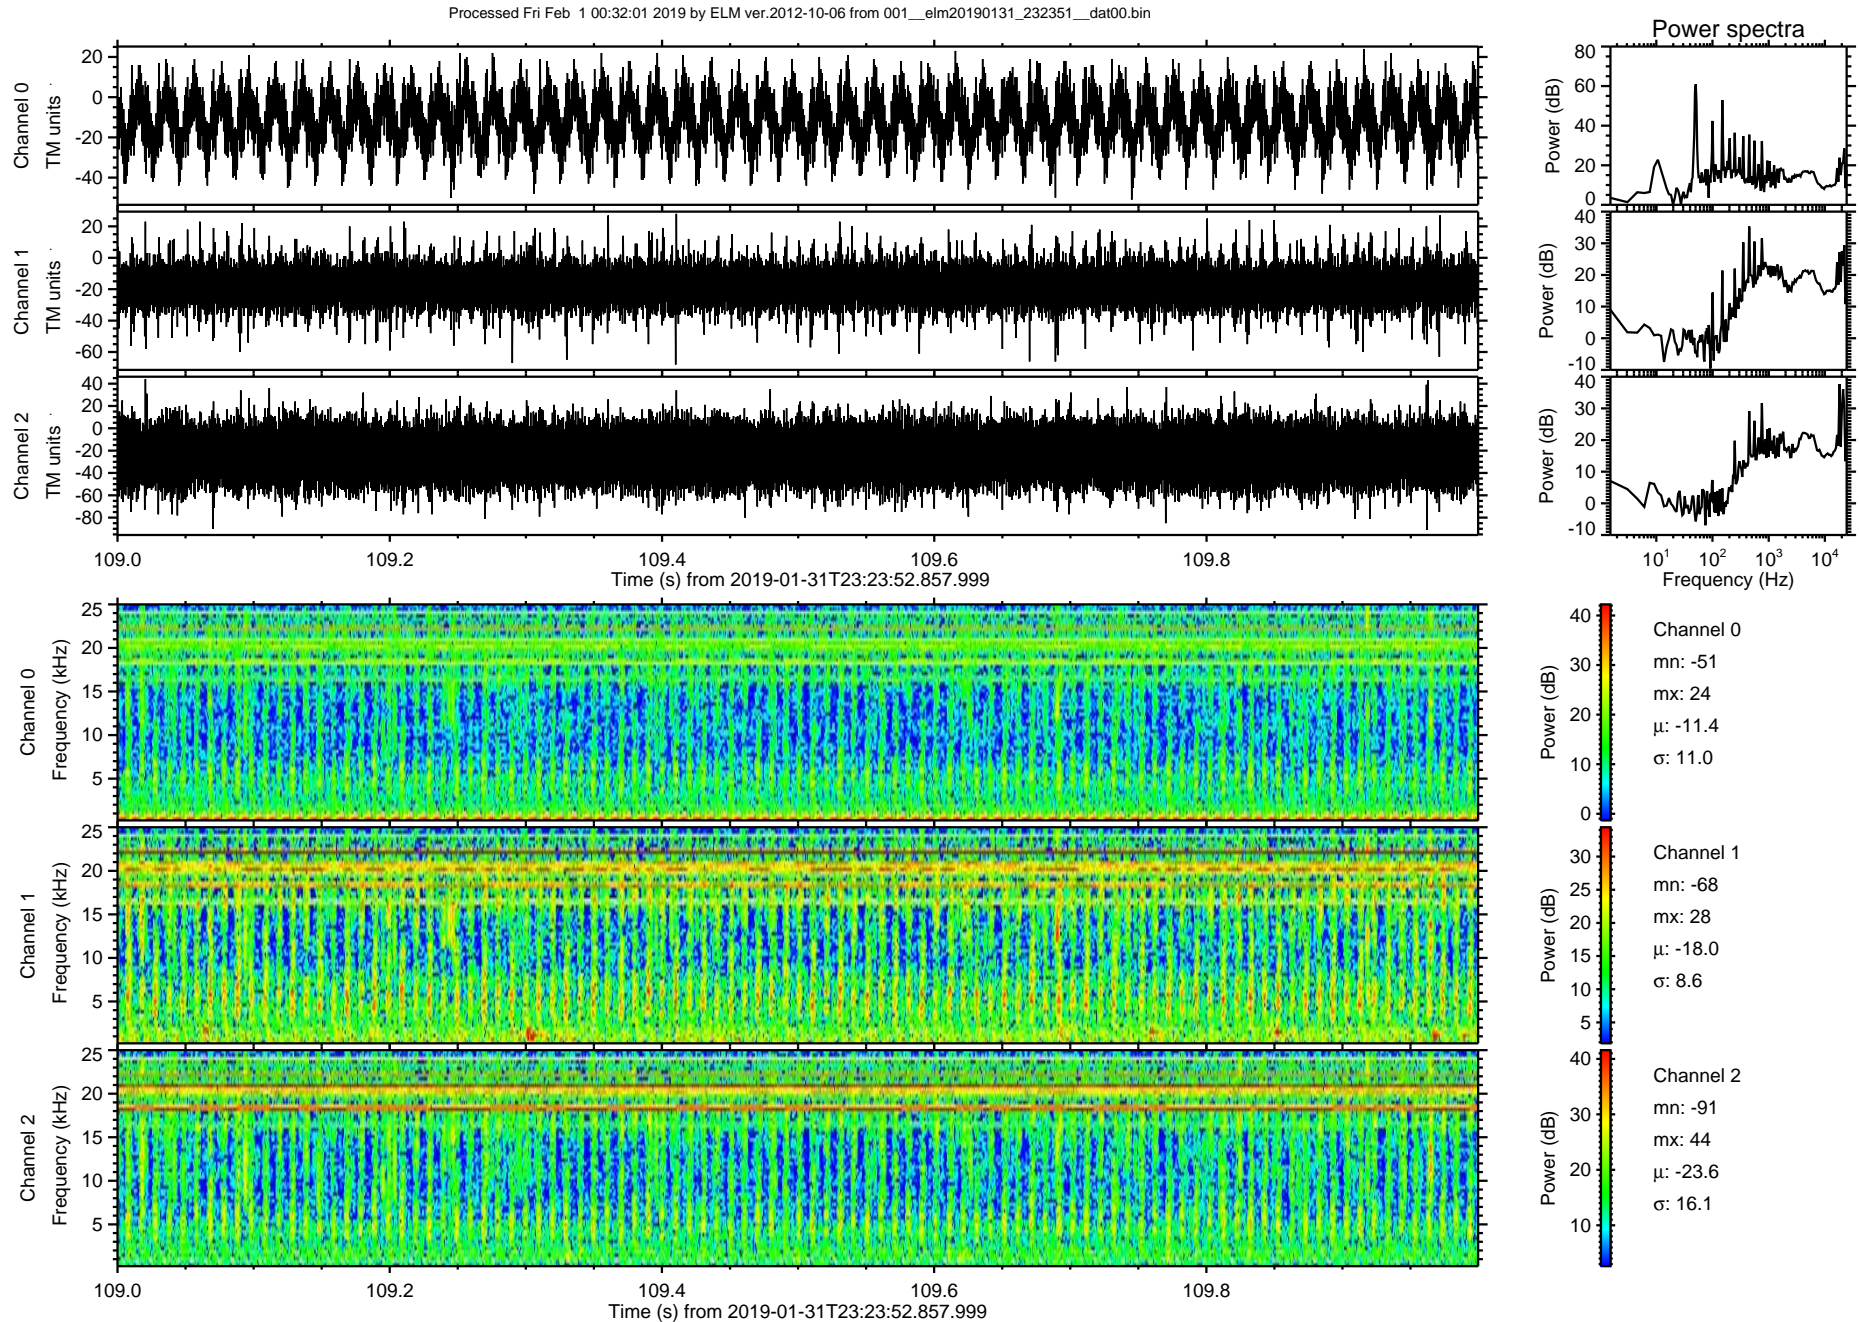 Processed Fri Feb  1 00:32:01 2019 by ELM ver.2012-10-06 from 001__elm20190131_232351__dat00.bin
Power spectra
Channel 0
TM units
20
0
-20
-40
Power (dB)
80
60
40
20
0
Channel 1
TM units
20
0
-20
-40
-60
Power (dB)
40
30
20
10
0
-10
Channel 2
TM units
40
20
0
-20
-40
-60
-80
Power (dB)
40
30
20
10
0
-10
109.0 109.2 109.4 109.6 109.8
Time (s) from 2019-01-31T23:23:52.857.999
10^1 10^2 10^3 10^4
Frequency (Hz)
Channel 0
Frequency (kHz)
25
20
15
10
5
Power (dB)
40
30
20
10
0
Channel 0
mn: -51
mx: 24
μ: -11.4
σ: 11.0
Channel 1
Frequency (kHz)
25
20
15
10
5
Power (dB)
30
25
20
15
10
5
Channel 1
mn: -68
mx: 28
μ: -18.0
σ: 8.6
Channel 2
Frequency (kHz)
25
20
15
10
5
Power (dB)
40
30
20
10
Channel 2
mn: -91
mx: 44
μ: -23.6
σ: 16.1
109.0 109.2 109.4 109.6 109.8
Time (s) from 2019-01-31T23:23:52.857.999